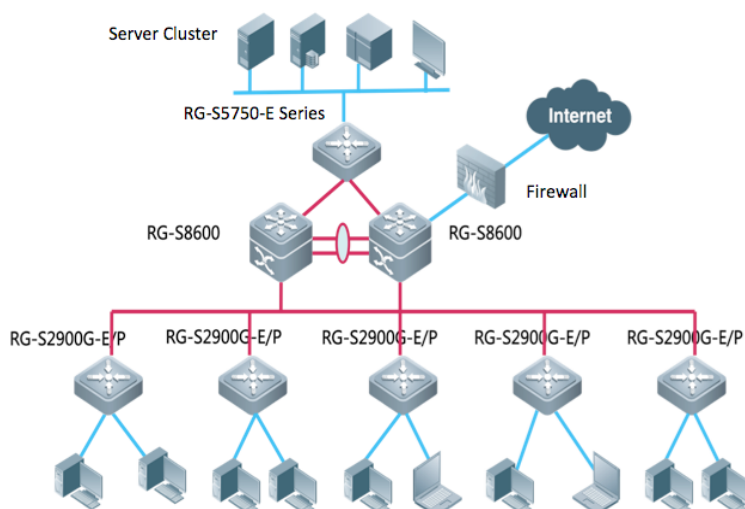 Server Cluster
RG-S5750-E Series
Internet
Firewall
RG-S8600
RG-S8600
RG-S2900G-E/P
RG-S2900G-E/P
RG-S2900G-E/P
RG-S2900G-E/P
RG-S2900G-E/P